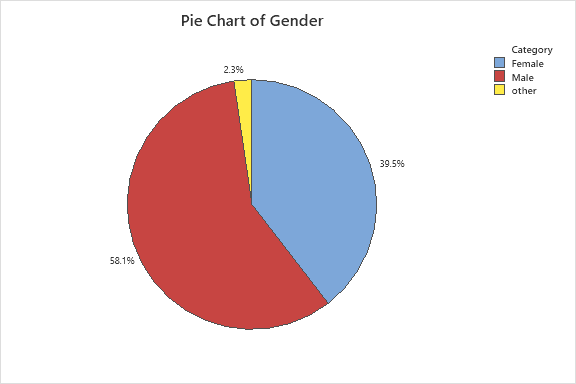 Pie Chart of Gender
Category
Female
Male
other
2.3%
39.5%
58.1%